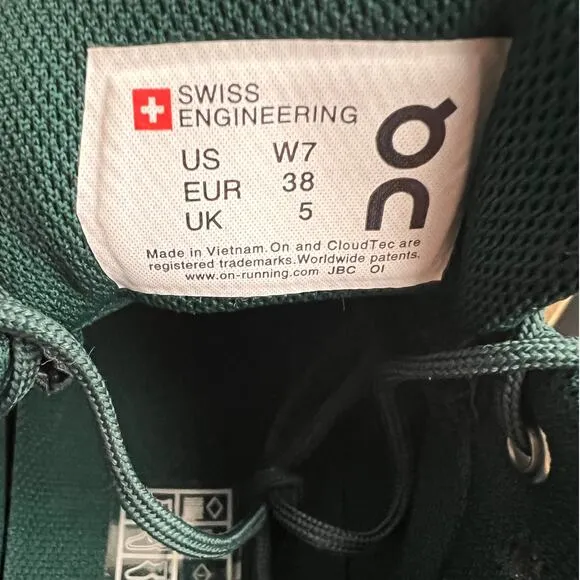 SWISS
ENGINEERING
US W7
EUR 38
UK 5
Made in Vietnam. On and CloudTec are
registered trademarks. Worldwide patents.
www.on-running.com JBC OI